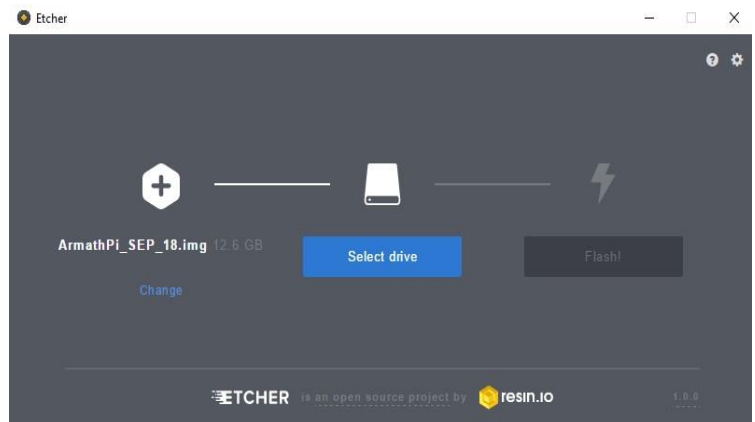 Etcher
ArmathPi_SEP_18.img 12.6 GB
Change
Select drive
Flash!
ETCHER is an open source project by resin.io
1.0.0